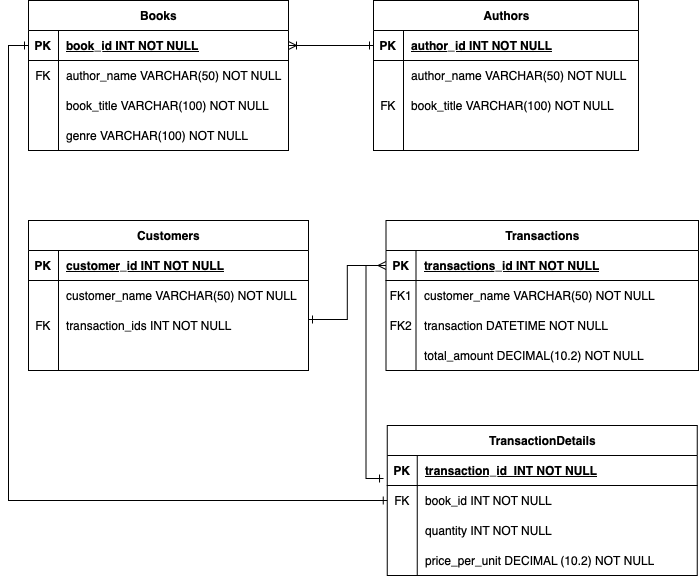 Books
PK book_id INT NOT NULL
FK author_name VARCHAR(50) NOT NULL
book_title VARCHAR(100) NOT NULL
genre VARCHAR(100) NOT NULL
Authors
PK author_id INT NOT NULL
author_name VARCHAR(50) NOT NULL
FK book_title VARCHAR(100) NOT NULL
Customers
PK customer_id INT NOT NULL
customer_name VARCHAR(50) NOT NULL
FK transaction_ids INT NOT NULL
Transactions
PK transactions_id INT NOT NULL
FK1 customer_name VARCHAR(50) NOT NULL
FK2 transaction DATETIME NOT NULL
total_amount DECIMAL(10.2) NOT NULL
TransactionDetails
PK transaction_id INT NOT NULL
FK book_id INT NOT NULL
quantity INT NOT NULL
price_per_unit DECIMAL (10.2) NOT NULL